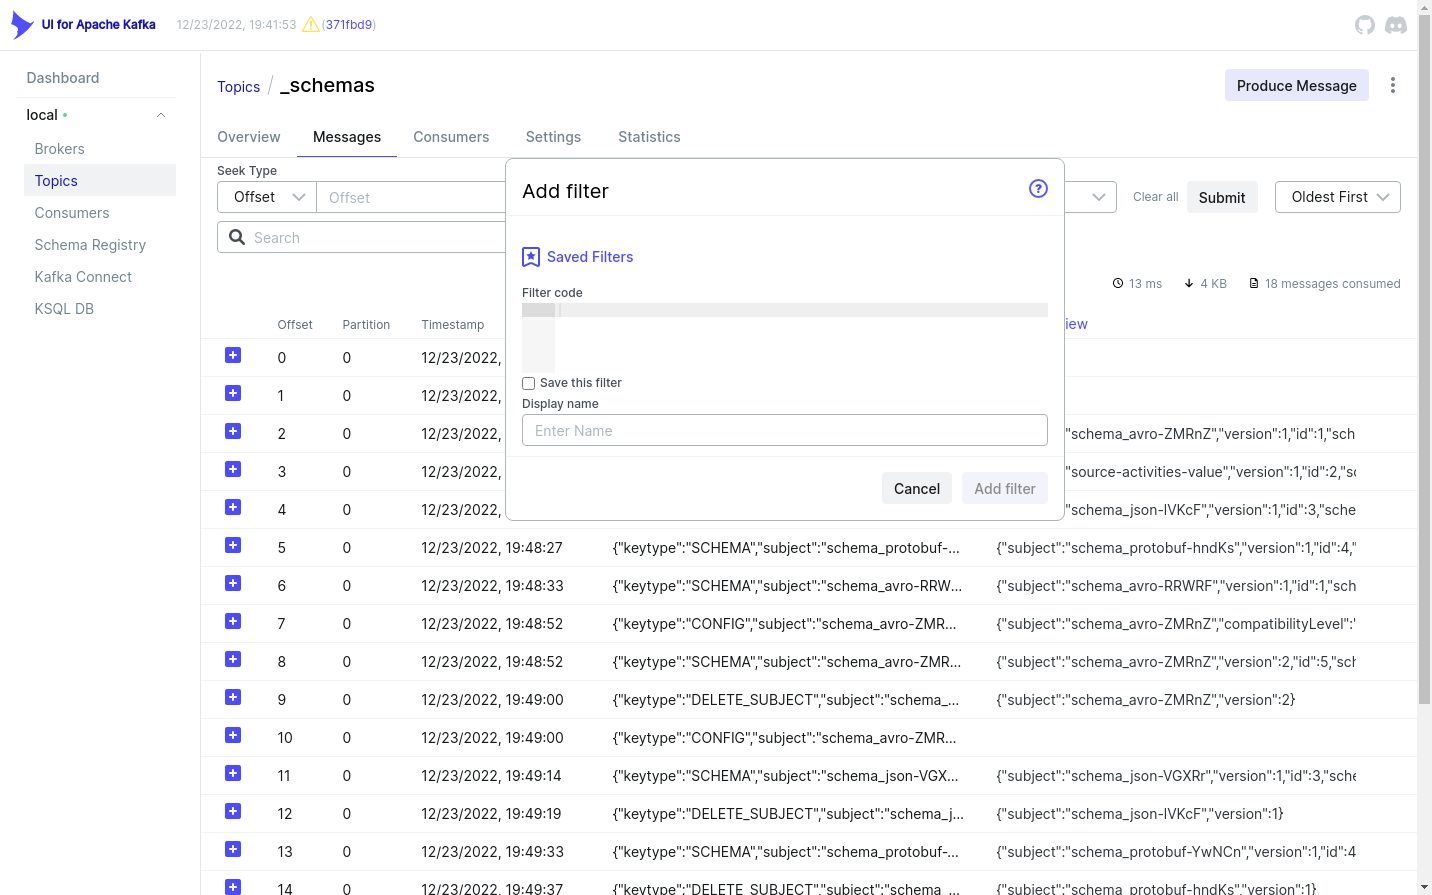 UI for Apache Kafka 12/23/2022, 19:41:53 (371fbd9)
Dashboard
local
Brokers
Topics
Consumers
Schema Registry
Kafka Connect
KSQL DB
Topics / _schemas
Produce Message
Overview Messages Consumers Settings Statistics
Seek Type
Offset Offset
Clear all Submit Oldest First
Search
Add filter
Saved Filters
Filter code
Save this filter
Display name
Enter Name
Cancel Add filter
13 ms 4 KB 18 messages consumed
Offset Partition Timestamp
0 0 12/23/2022,
1 0 12/23/2022,
2 0 12/23/2022, "schema_avro-ZMRnZ","version":1,"id":1,"sch
3 0 12/23/2022, "source-activities-value","version":1,"id":2,"sc
4 0 12/23/2022, "schema_json-IVKcF","version":1,"id":3,"sche
5 0 12/23/2022, 19:48:27 {"keytype":"SCHEMA","subject":"schema_protobuf-... {"subject":"schema_protobuf-hndKs","version":1,"id":4,"
6 0 12/23/2022, 19:48:33 {"keytype":"SCHEMA","subject":"schema_avro-RRW... {"subject":"schema_avro-RRWRF","version":1,"id":1,"sch
7 0 12/23/2022, 19:48:52 {"keytype":"CONFIG","subject":"schema_avro-ZMR... {"subject":"schema_avro-ZMRnZ","compatibilityLevel":"
8 0 12/23/2022, 19:48:52 {"keytype":"SCHEMA","subject":"schema_avro-ZMR... {"subject":"schema_avro-ZMRnZ","version":2,"id":5,"sch
9 0 12/23/2022, 19:49:00 {"keytype":"DELETE_SUBJECT","subject":"schema_... {"subject":"schema_avro-ZMRnZ","version":2}
10 0 12/23/2022, 19:49:00 {"keytype":"CONFIG","subject":"schema_avro-ZMR...
11 0 12/23/2022, 19:49:14 {"keytype":"SCHEMA","subject":"schema_json-VGX... {"subject":"schema_json-VGXRr","version":1,"id":3,"sche
12 0 12/23/2022, 19:49:19 {"keytype":"DELETE_SUBJECT","subject":"schema_j... {"subject":"schema_json-IVKcF","version":1}
13 0 12/23/2022, 19:49:33 {"keytype":"SCHEMA","subject":"schema_protobuf-... {"subject":"schema_protobuf-YwNCn","version":1,"id":4
14 0 12/23/2022, 19:49:37 {"keytype":"DELETE_SUBJECT","subject":"schema_... {"subject":"schema_protobuf-hndKs","version":1}